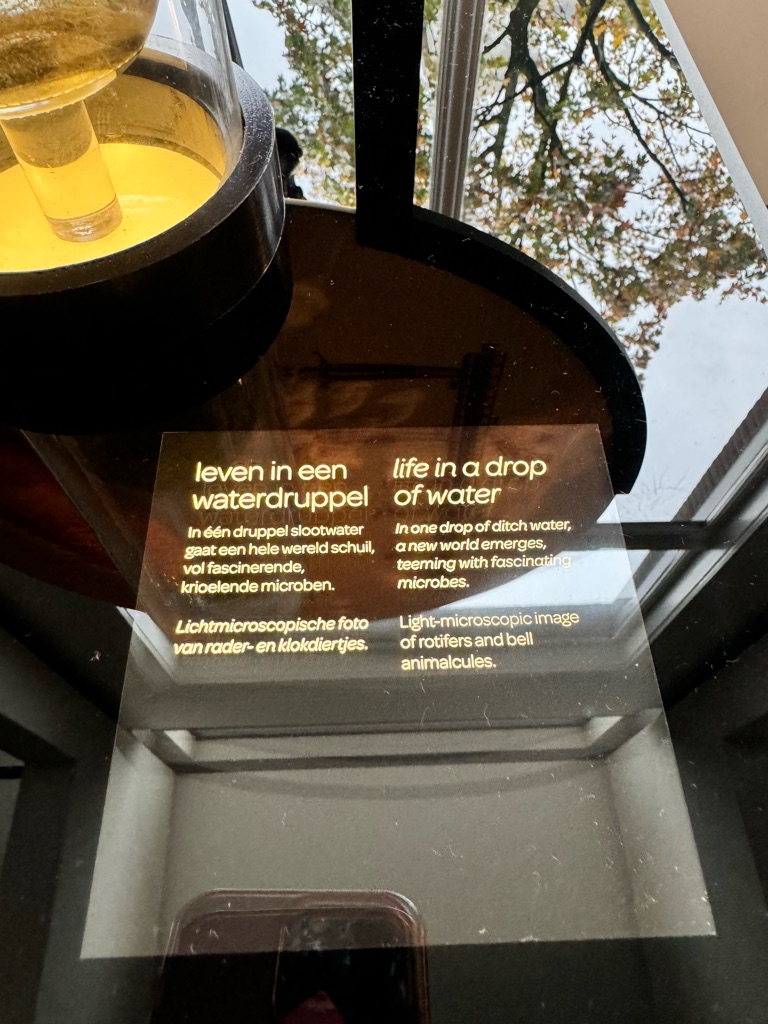 leven in een
waterdruppel
In één druppel slootwater
gaat een hele wereld schuil,
vol fascinerende,
krioelende microben.
Lichtmicroscopische foto
van rader- en klokdiertjes.
life in a drop
of water
In one drop of ditch water,
a new world emerges,
teeming with fascinating
microbes.
Light-microscopic image
of rotifers and bell
animalcules.